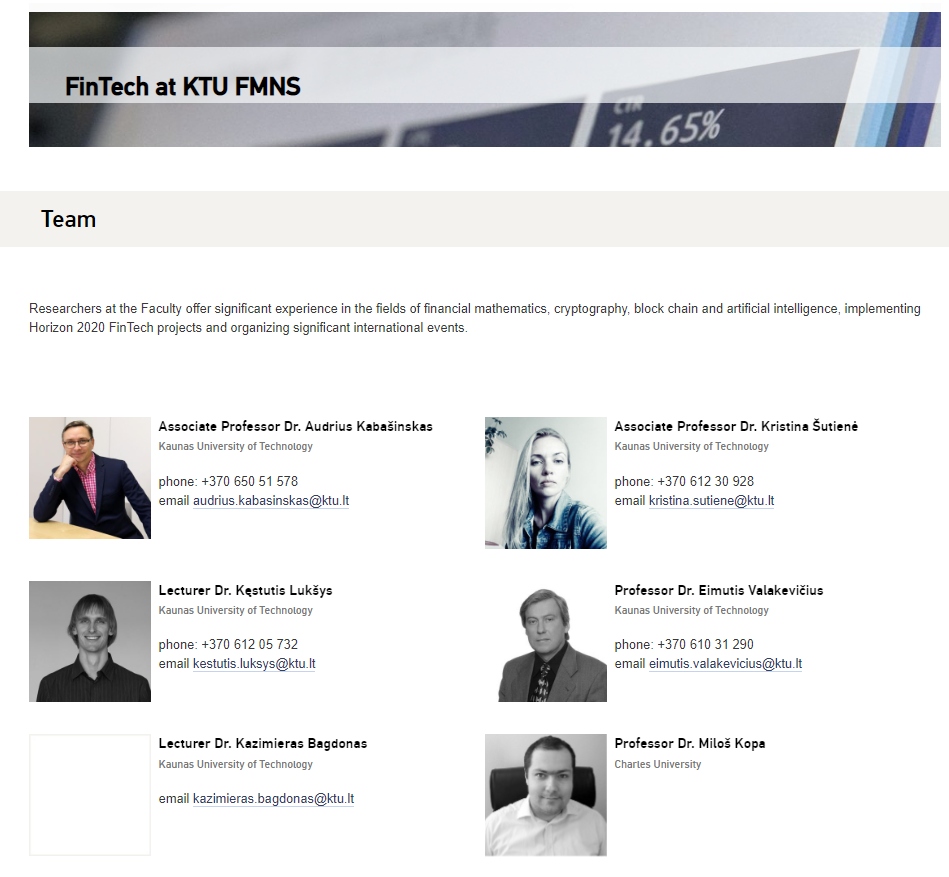 FinTech at KTU FMNS
CTR
14.65%
Team
Researchers at the Faculty offer significant experience in the fields of financial mathematics, cryptography, block chain and artificial intelligence, implementing
Horizon 2020 FinTech projects and organizing significant international events.
Associate Professor Dr. Audrius Kabašinskas
Kaunas University of Technology
phone: +370 650 51 578
email audrius.kabasinskas@ktu.lt
Associate Professor Dr. Kristina Šutienė
Kaunas University of Technology
phone: +370 612 30 928
email kristina.sutiene@ktu.lt
Lecturer Dr. Kęstutis Lukšys
Kaunas University of Technology
phone: +370 612 05 732
email kestutis.luksys@ktu.lt
Professor Dr. Eimutis Valakevičius
Kaunas University of Technology
phone: +370 610 31 290
email eimutis.valakevicius@ktu.lt
Lecturer Dr. Kazimieras Bagdonas
Kaunas University of Technology
email kazimieras.bagdonas@ktu.lt
Professor Dr. Miloš Kopa
Charles University